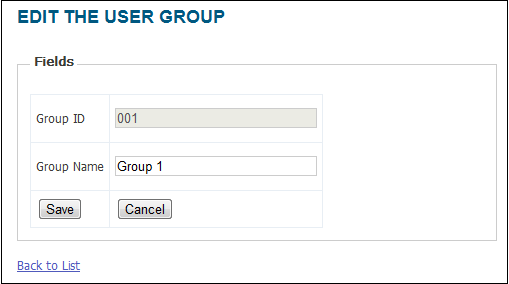 EDIT THE USER GROUP
Fields
Group ID 001
Group Name Group 1
Save Cancel
Back to List